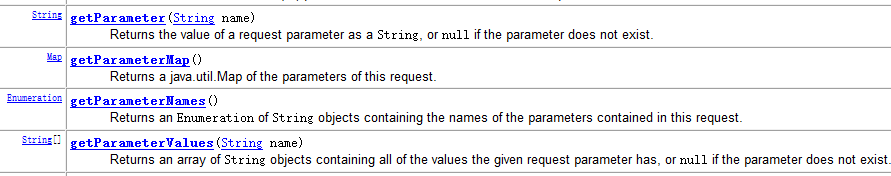 String getParameter(String name)
Returns the value of a request parameter as a String, or null if the parameter does not exist.
Map getParameterMap()
Returns a java.util.Map of the parameters of this request.
Enumeration getParameterNames()
Returns an Enumeration of String objects containing the names of the parameters contained in this request.
String[] getParameterValues(String name)
Returns an array of String objects containing all of the values the given request parameter has, or null if the parameter does not exist.